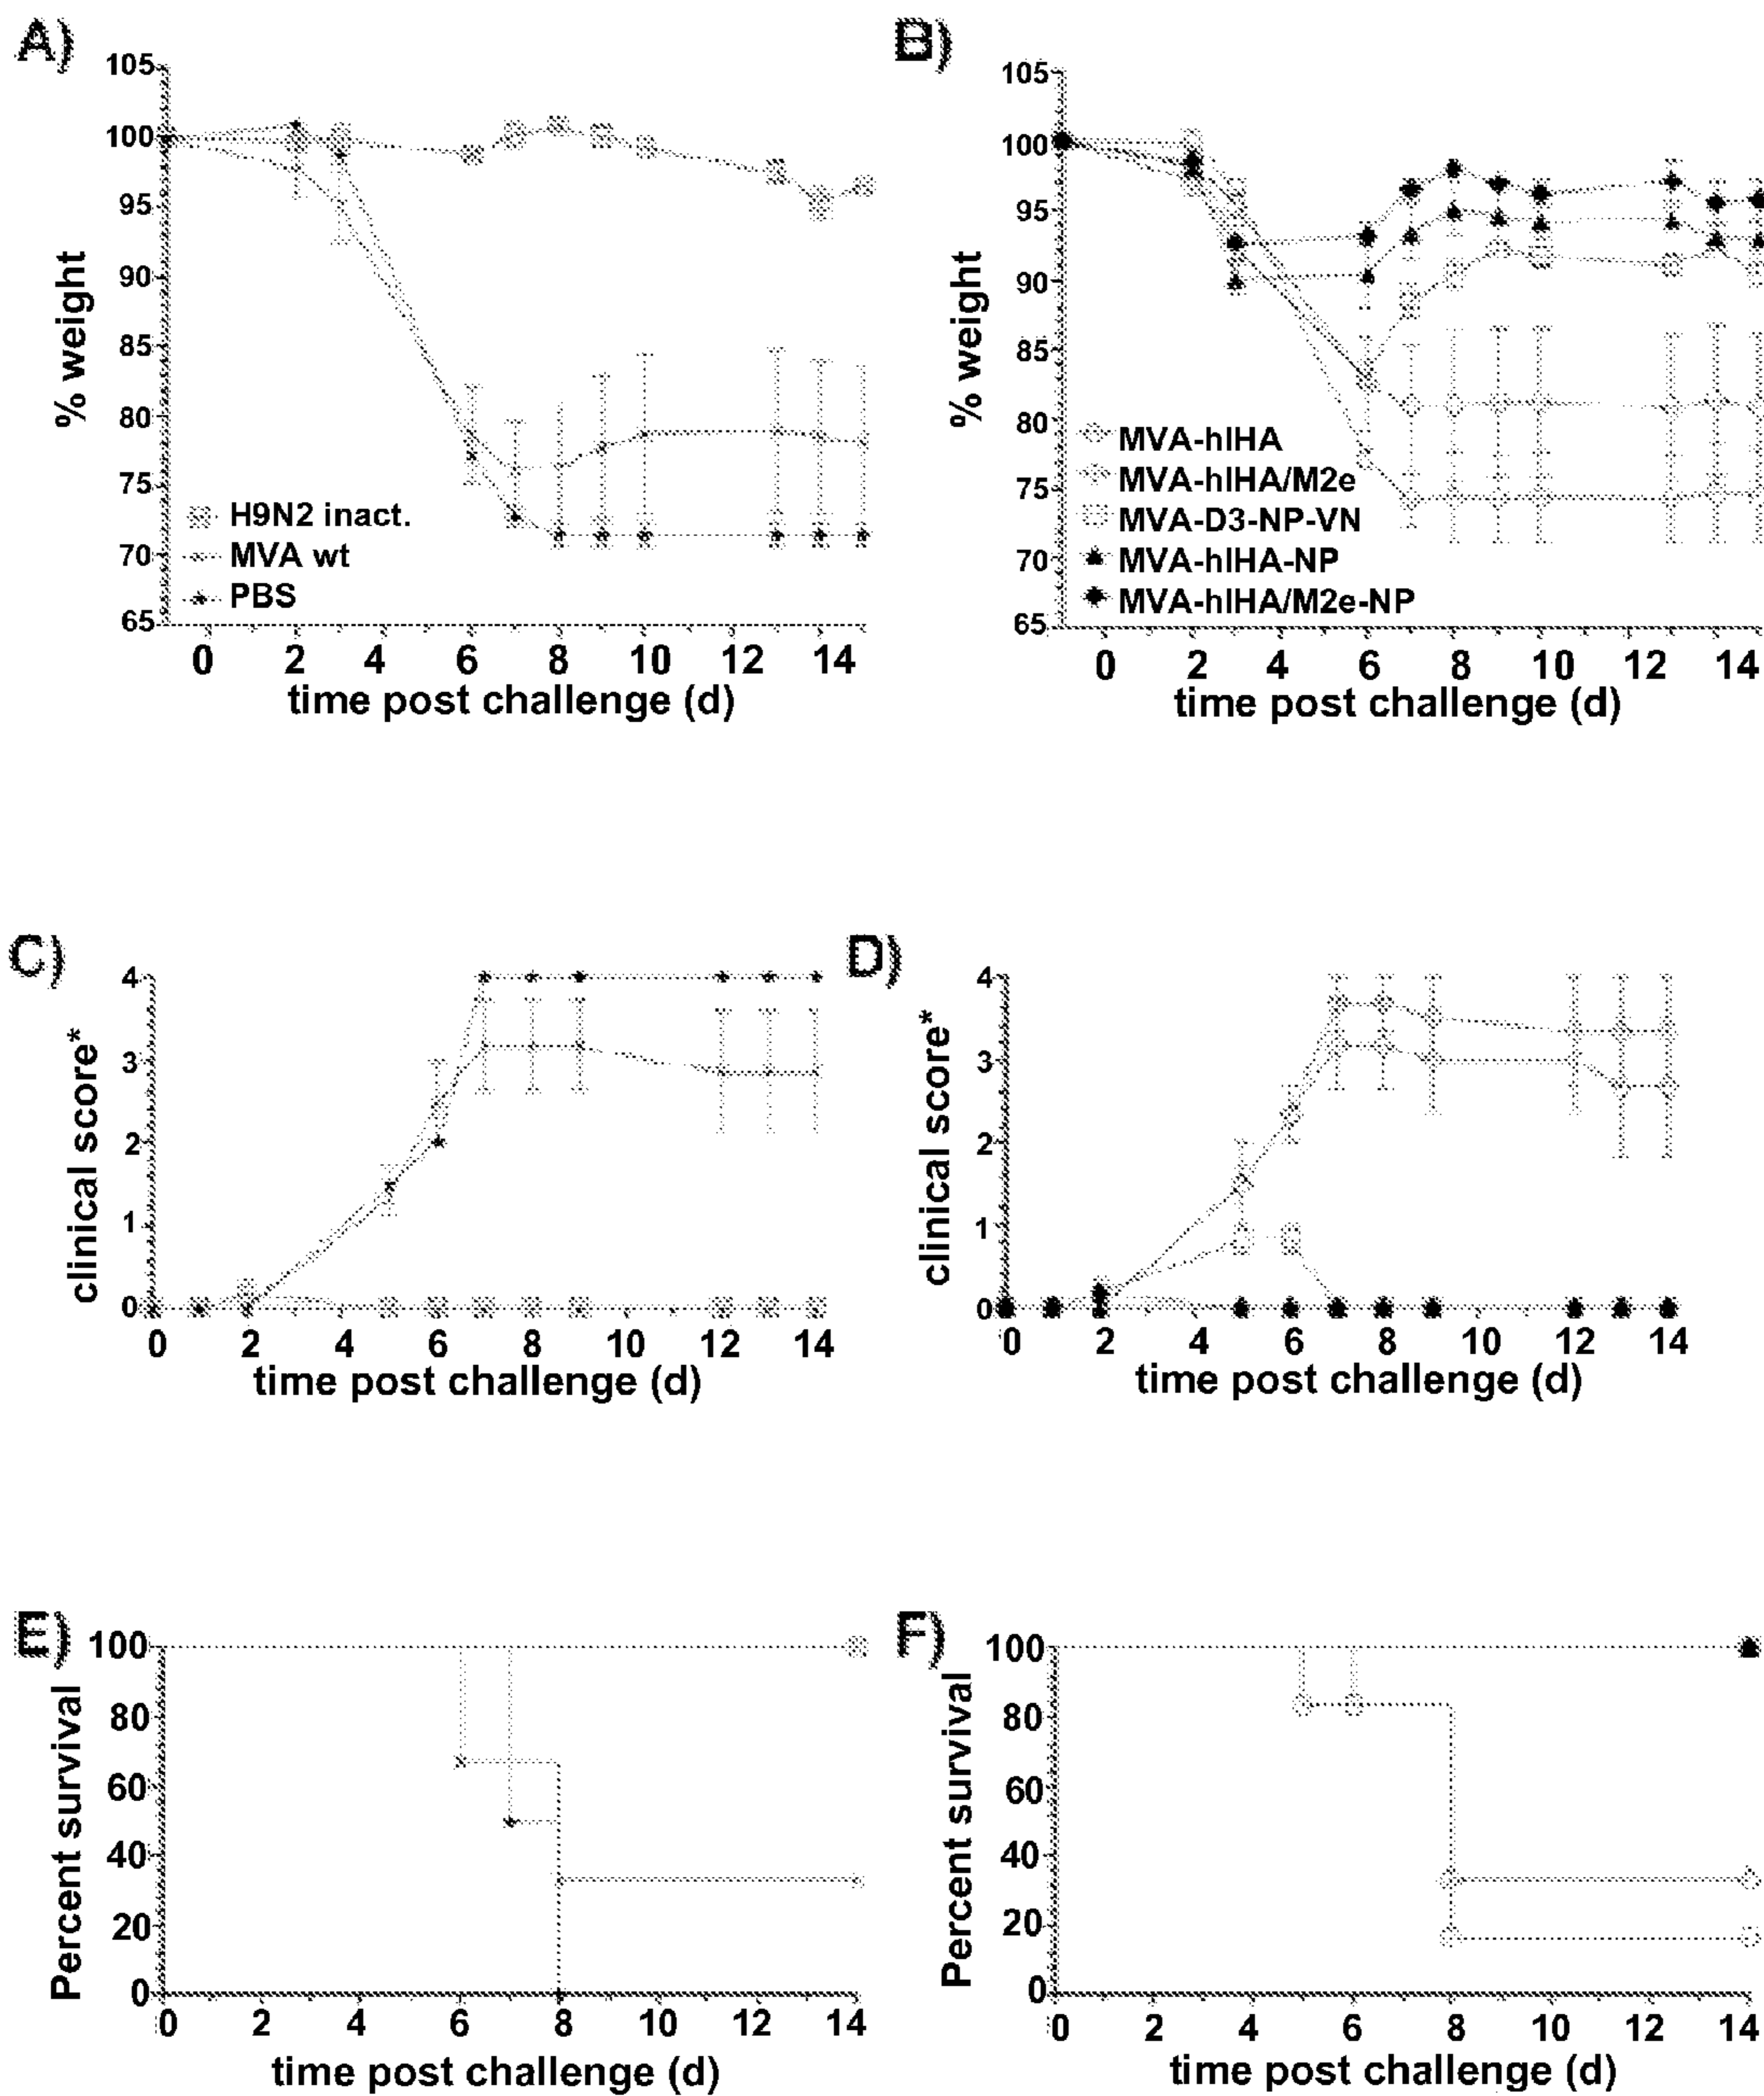 A)
105
100
95
90
85
80
75
70
65
% weight
H9N2 inact.
MVA wt
PBS
0 2 4 6 8 10 12 14
time post challenge (d)
B)
105
100
95
90
85
80
75
70
65
% weight
MVA-hlHA
MVA-hlHA/M2e
MVA-D3-NP-VN
MVA-hlHA-NP
MVA-hlHA/M2e-NP
0 2 4 6 8 10 12 14
time post challenge (d)
C)
4
3
2
1
0
clinical score*
0 2 4 6 8 10 12 14
time post challenge (d)
D)
4
3
2
1
0
clinical score*
0 2 4 6 8 10 12 14
time post challenge (d)
E)
100
80
60
40
20
0
Percent survival
0 2 4 6 8 10 12 14
time post challenge (d)
F)
100
80
60
40
20
0
Percent survival
0 2 4 6 8 10 12 14
time post challenge (d)